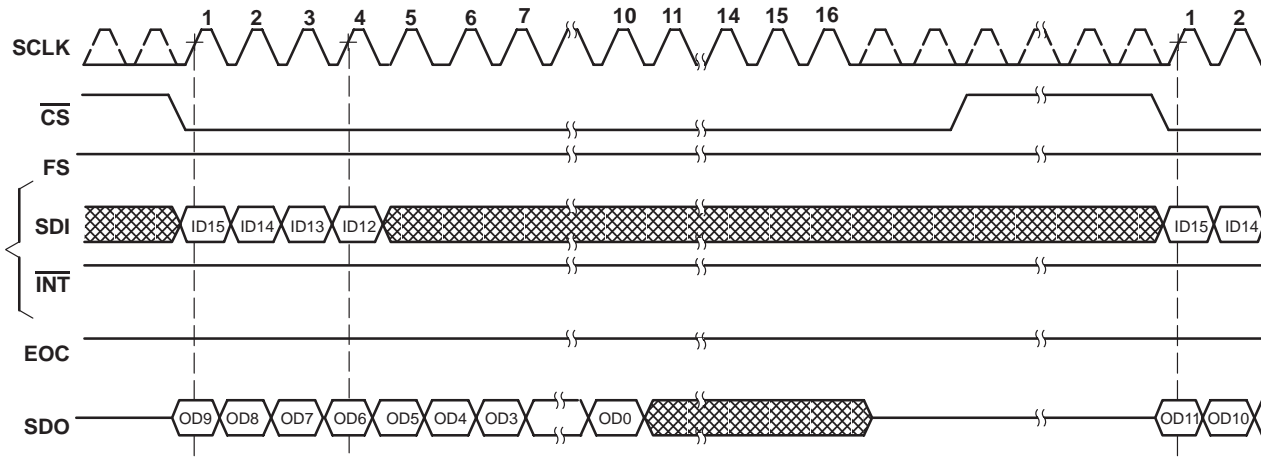 1 2 3 4 5 6 7 10 11 14 15 16 1 2
SCLK
CS
FS
SDI ID15 ID14 ID13 ID12 ID15 ID14
INT
EOC
SDO OD9 OD8 OD7 OD6 OD5 OD4 OD3 OD0 OD11 OD10